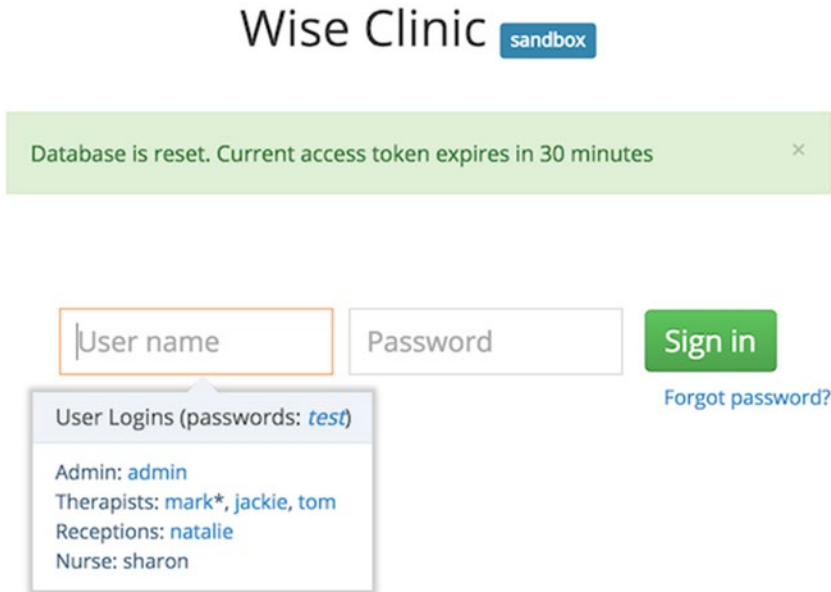 Wise Clinic sandbox
Database is reset. Current access token expires in 30 minutes ×
User name Password Sign in
Forgot password?
User Logins (passwords: test)
Admin: admin
Therapists: mark*, jackie, tom
Receptions: natalie
Nurse: sharon